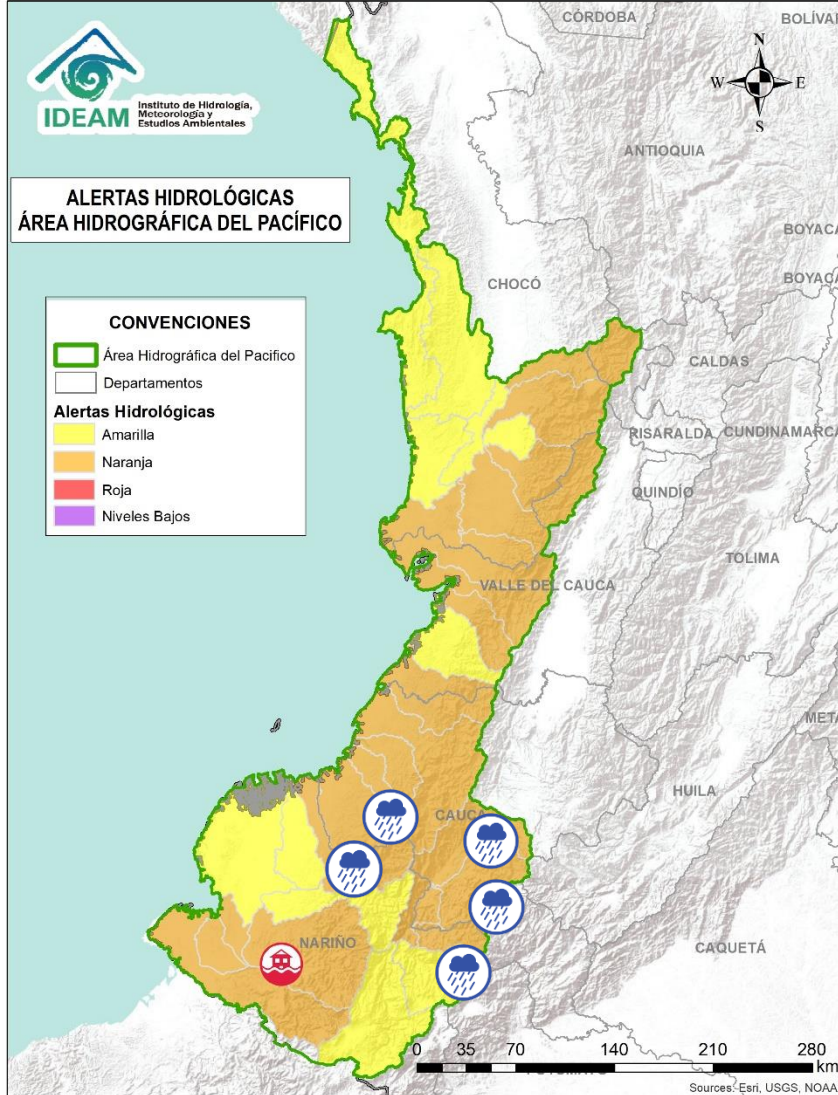 CÓRDOBA
BOLÍVA
N
W
E
S
IDEAM
Instituto de Hidrología,
Meteorología y
Estudios Ambientales
ANTIOQUIA
ALERTAS HIDROLÓGICAS
ÁREA HIDROGRÁFICA DEL PACÍFICO
BOYACÁ
BOYACÁ
CHOCÓ
CONVENCIONES
Área Hidrográfica del Pacifico
Departamentos
Alertas Hidrológicas
Amarilla
Naranja
Roja
Niveles Bajos
CALDAS
RISARALDA
CUNDINAMARCA
QUINDÍO
TOLIMA
VALLE DEL CAUCA
META
HUILA
CAUCA
NARIÑO
CAQUETÁ
0 35 70 140 210 280
km
Sources: Esri, USGS, NOAA